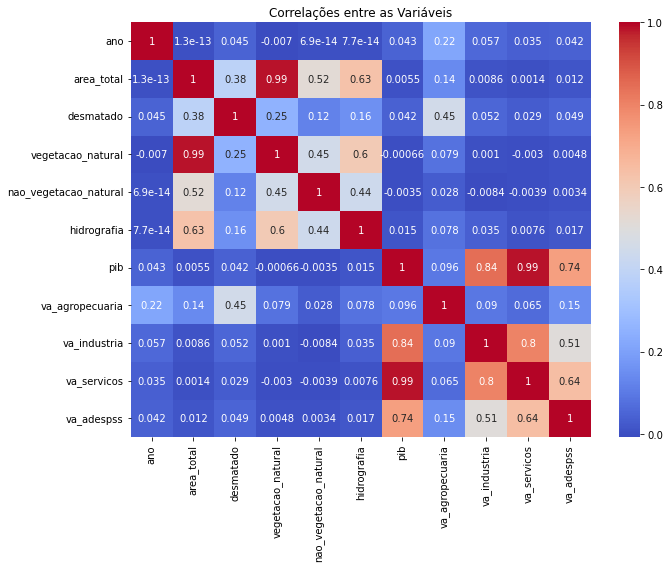 Correlações entre as Variáveis
ano 1 1.3e-13 0.045 -0.007 6.9e-14 7.7e-14 0.043 0.22 0.057 0.035 0.042
area_total 1.3e-13 1 0.38 0.99 0.52 0.63 0.0055 0.14 0.0086 0.0014 0.012
desmatado 0.045 0.38 1 0.25 0.12 0.16 0.042 0.45 0.052 0.029 0.049
vegetacao_natural -0.007 0.99 0.25 1 0.45 0.6 -0.00066 0.079 0.001 -0.003 0.0048
nao_vegetacao_natural 6.9e-14 0.52 0.12 0.45 1 0.44 -0.0035 0.028 -0.0084 -0.0039 0.0034
hidrografia 7.7e-14 0.63 0.16 0.6 0.44 1 0.015 0.078 0.035 0.0076 0.017
pib 0.043 0.0055 0.042 -0.00066 -0.0035 0.015 1 0.096 0.84 0.99 0.74
va_agropecuaria 0.22 0.14 0.45 0.079 0.028 0.078 0.096 1 0.09 0.065 0.15
va_industria 0.057 0.0086 0.052 0.001 -0.0084 0.035 0.84 0.09 1 0.8 0.51
va_servicos 0.035 0.0014 0.029 -0.003 -0.0039 0.0076 0.99 0.065 0.8 1 0.64
va_adespss 0.042 0.012 0.049 0.0048 0.0034 0.017 0.74 0.15 0.51 0.64 1
ano
area_total
desmatado
vegetacao_natural
nao_vegetacao_natural
hidrografia
pib
va_agropecuaria
va_industria
va_servicos
va_adespss
1.0
0.8
0.6
0.4
0.2
0.0